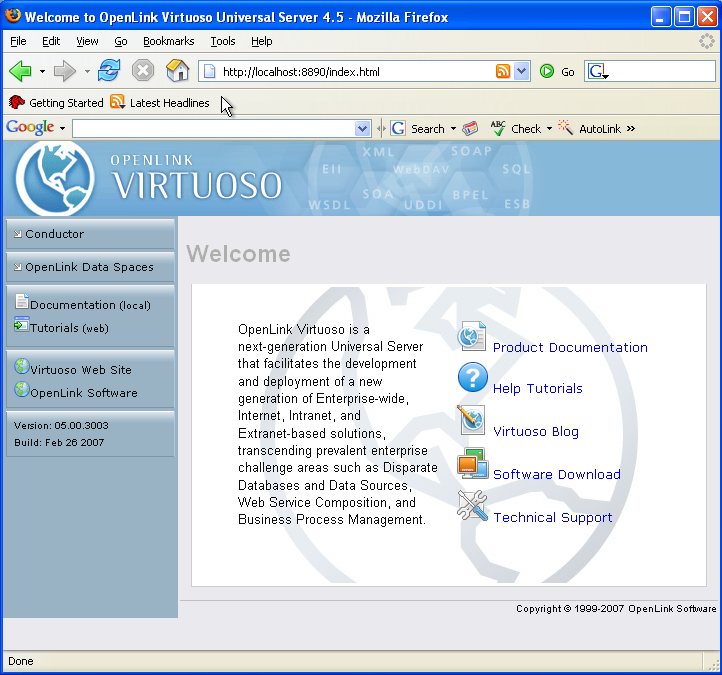 Welcome to OpenLink Virtuoso Universal Server 4.5 - Mozilla Firefox
File Edit View Go Bookmarks Tools Help
http://localhost:8890/index.html Go G
Getting Started Latest Headlines
Google G Search ABC Check AutoLink »
OPENLINK
VIRTUOSO
XML SOAP
EII WebDAV SQL
SOA BPEL
WSDL UDDI ESB
Conductor
OpenLink Data Spaces
Documentation (local)
Tutorials (web)
Virtuoso Web Site
OpenLink Software
Version: 05.00.3003
Build: Feb 26 2007
Welcome
OpenLink Virtuoso is a
next-generation Universal Server
that facilitates the development
and deployment of a new
generation of Enterprise-wide,
Internet, Intranet, and
Extranet-based solutions,
transcending prevalent enterprise
challenge areas such as Disparate
Databases and Data Sources,
Web Service Composition, and
Business Process Management.
Product Documentation
Help Tutorials
Virtuoso Blog
Software Download
Technical Support
Copyright © 1999-2007 OpenLink Software
Done